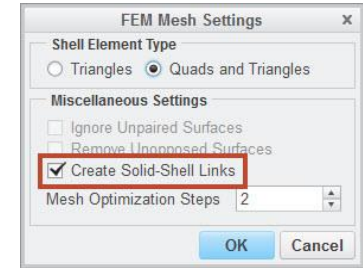 FEM Mesh Settings x
Shell Element Type
Triangles Quads and Triangles
Miscellaneous Settings
Ignore Unpaired Surfaces
Remove Unopposed Surfaces
Create Solid-Shell Links
Mesh Optimization Steps 2
OK Cancel